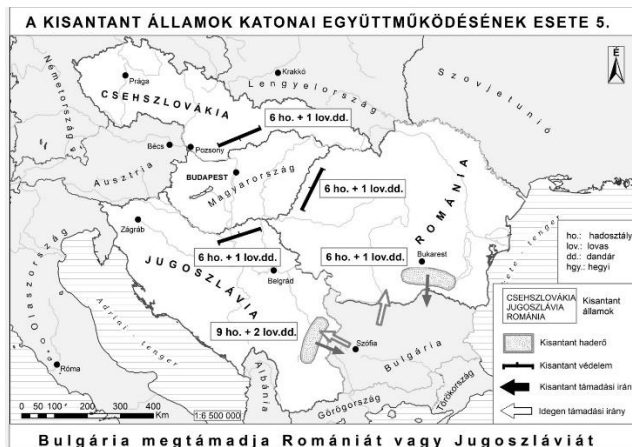 A KISANTANT ÁLLAMOK KATONAI EGYÜTTMŰKÖDÉSÉNEK ESETE 5.
É
Krakkó
Prága
Németország
Lengyelország
Szovjetunió
CSEHSZLOVÁKIA
6 ho. + 1 lov.dd.
Bécs
Pozsony
Ausztria
BUDAPEST
Magyarország
6 ho. + 1 lov.dd.
ROMÁNIA
Zágráb
6 ho. + 1 lov.dd.
6 ho. + 1 lov.dd.
Bukarest
JUGOSZLÁVIA
Belgrád
Olaszország
Adriai - tenger
9 ho. + 2 lov.dd.
Szófia
Bulgária
Róma
Albánia
Görögország
Törökország
ho.: hadosztály
lov.: lovas
dd.: dandár
hgy.: hegyi
CSEHSZLOVÁKIA
JUGOSZLÁVIA
ROMÁNIA
Kisantant
államok
Kisantant haderő
Kisantant védelem
Kisantant támadási irány
Idegen támadási irány
0 50 100 200 300 400
Km
1:6 500 000
Bulgária megtámadja Romániát vagy Jugoszláviát